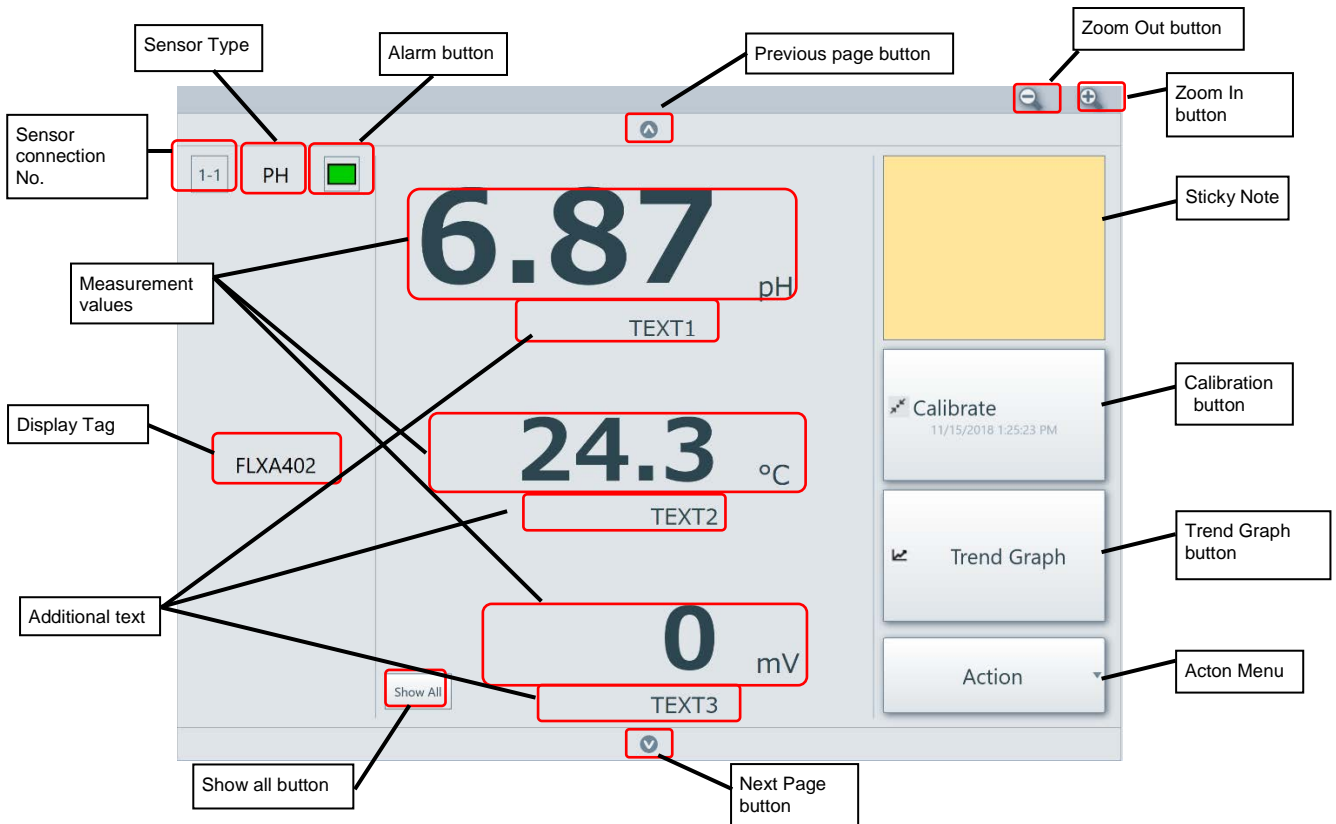 Zoom Out button
Sensor Type
Alarm button
Previous page button
Zoom In
button
Sensor
connection
No.
1-1
PH
6.87
pH
TEXT1
Sticky Note
Measurement
values
Calibration
button
Calibrate
11/15/2018 1:25:23 PM
Display Tag
FLXA402
24.3
°C
TEXT2
Trend Graph
button
Trend Graph
Additional text
0
mV
TEXT3
Show All
Action
Acton Menu
Show all button
Next Page
button